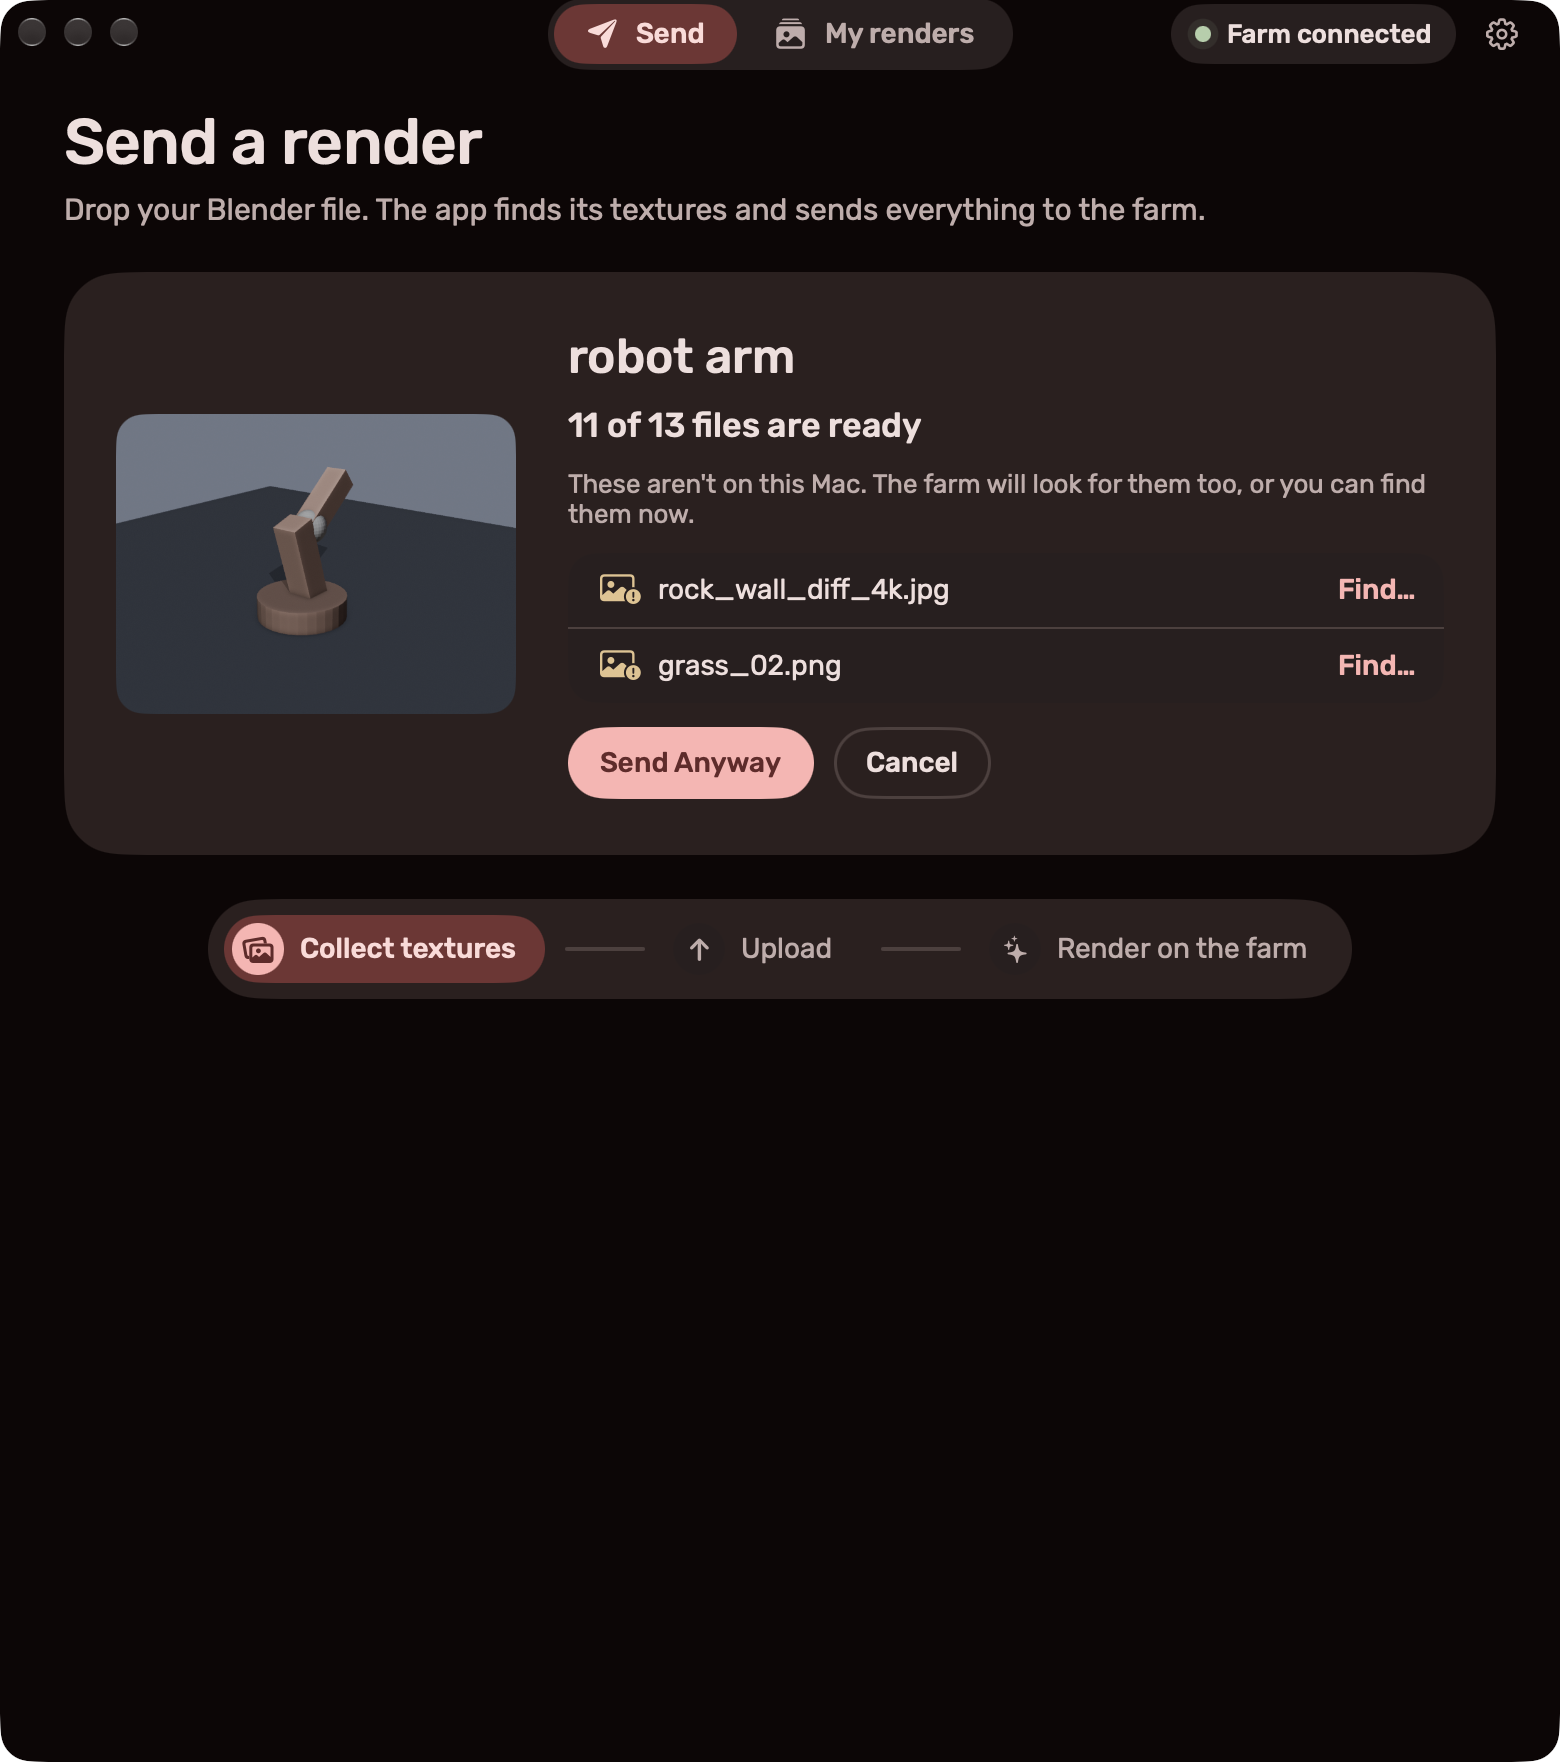 Send
My renders
Farm connected
Send a render
Drop your Blender file. The app finds its textures and sends everything to the farm.
robot arm
11 of 13 files are ready
These aren't on this Mac. The farm will look for them too, or you can find
them now.
rock_wall_diff_4k.jpg
Find...
grass_02.png
Find...
Send Anyway
Cancel
Collect textures
Upload
Render on the farm